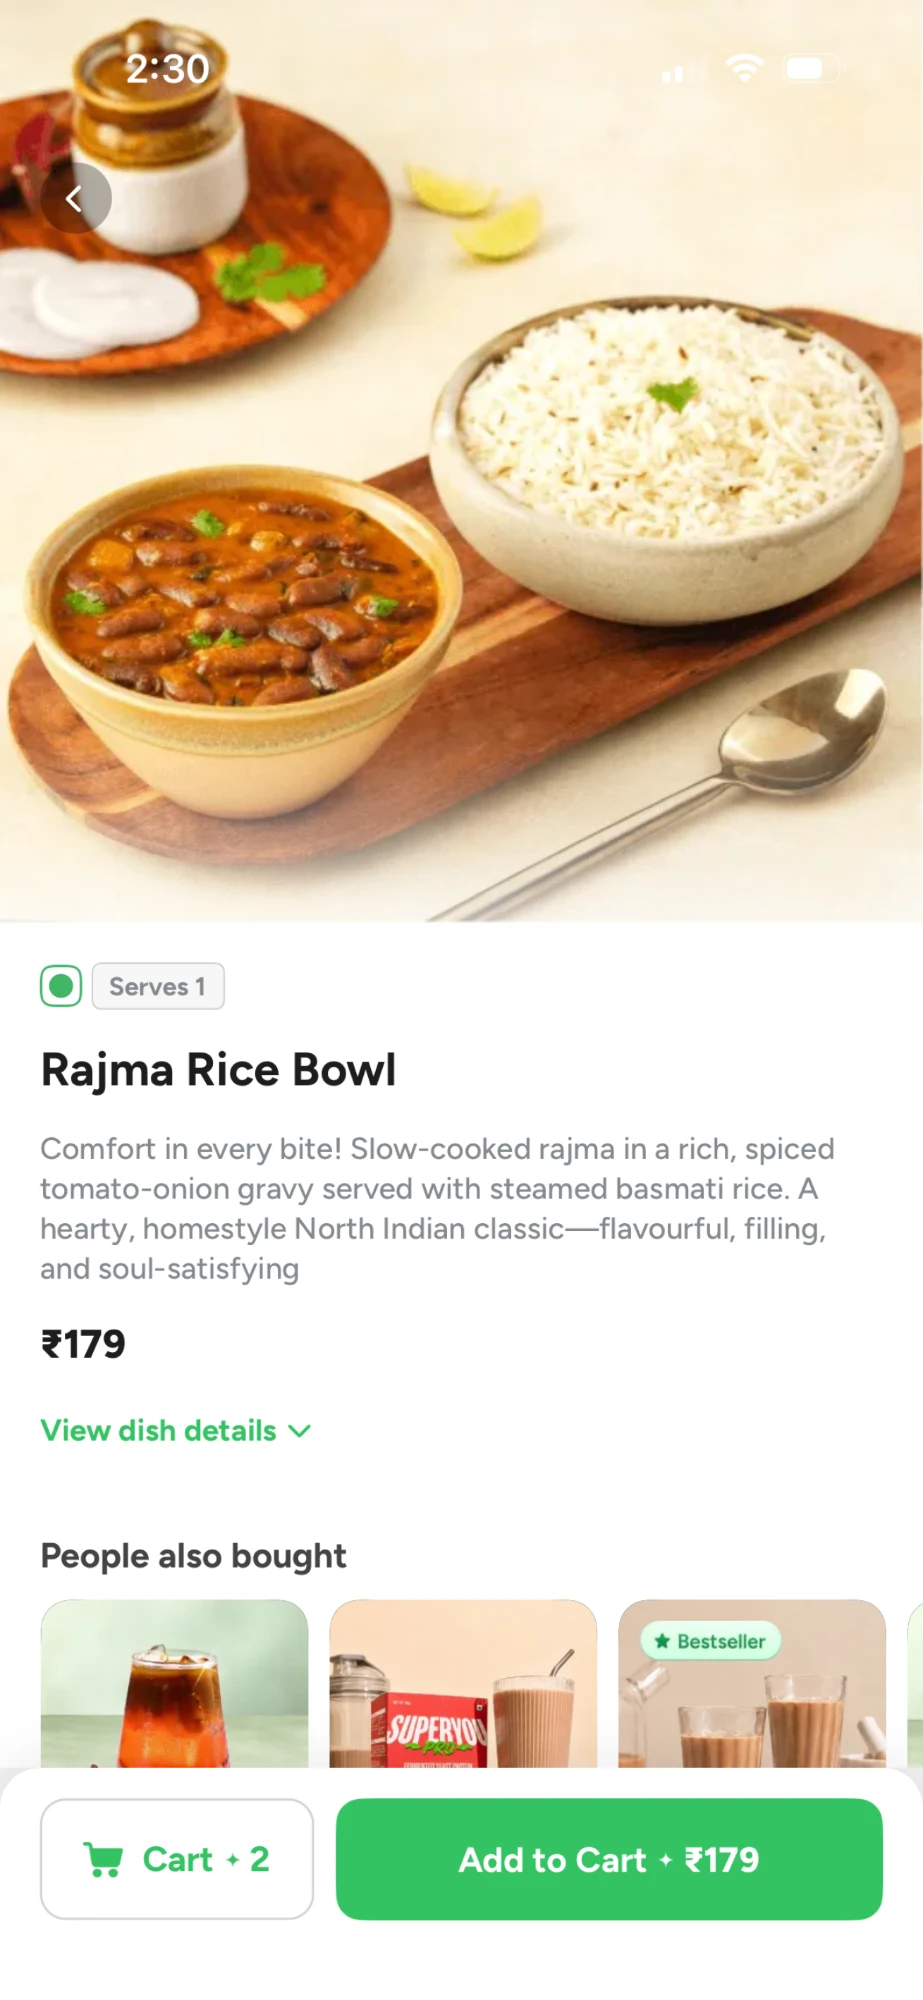 2:30
Serves 1
Rajma Rice Bowl
Comfort in every bite! Slow-cooked rajma in a rich, spiced
tomato-onion gravy served with steamed basmati rice. A
hearty, homestyle North Indian classic—flavourful, filling,
and soul-satisfying
₹179
View dish details
People also bought
Bestseller
SUPERYOU
PRO
Cart ✦ 2
Add to Cart ✦ ₹179